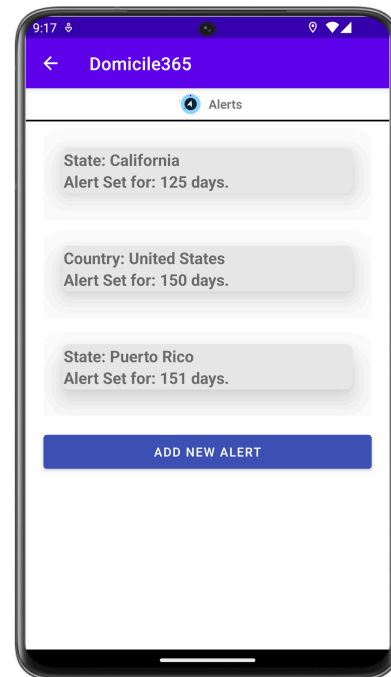 9:17
Domicile365
Alerts
State: California
Alert Set for: 125 days.
Country: United States
Alert Set for: 150 days.
State: Puerto Rico
Alert Set for: 151 days.
ADD NEW ALERT